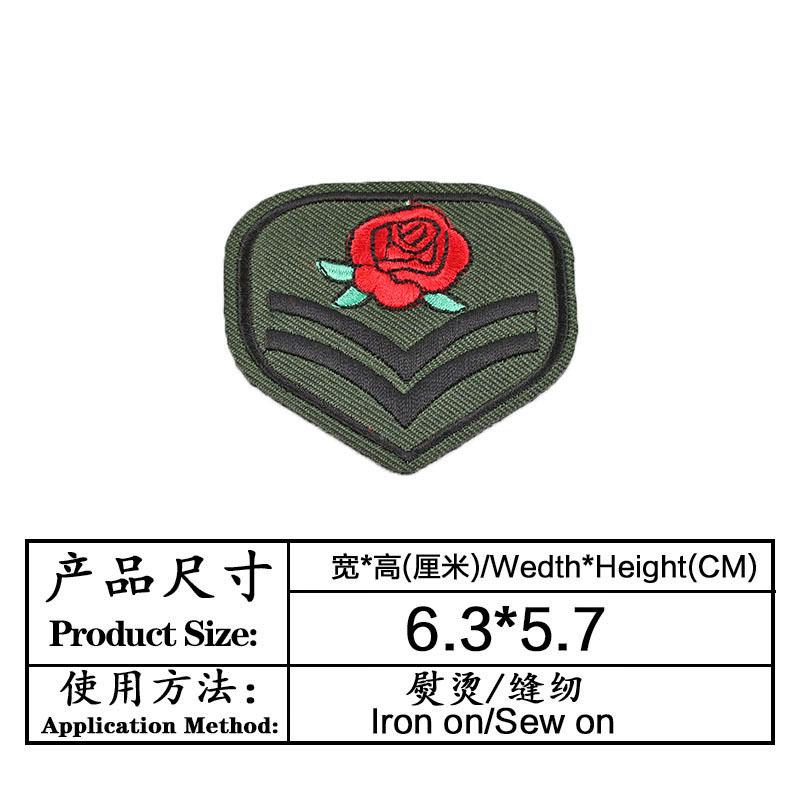 产品尺寸
Product Size:
宽*高(厘米)/Wedth*Height(CM)
6.3*5.7
使用方法：
Application Method:
熨烫/缝纫
Iron on/Sew on